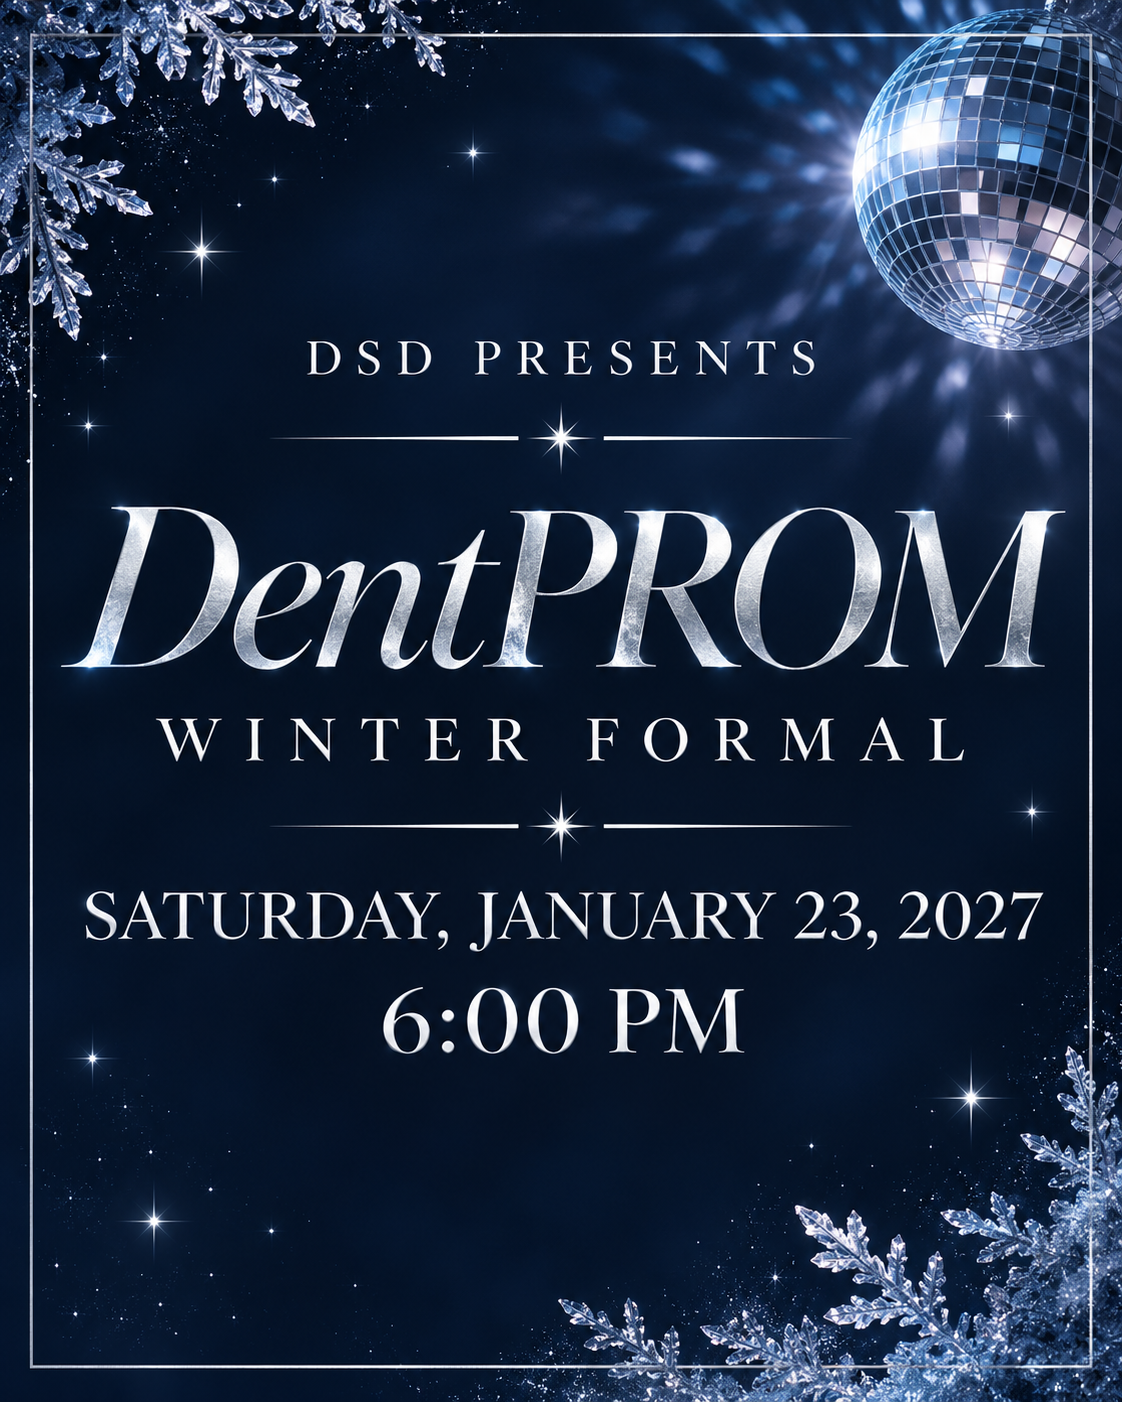 DSD PRESENTS
DentPROM
WINTER FORMAL
SATURDAY, JANUARY 23, 2027
6:00 PM